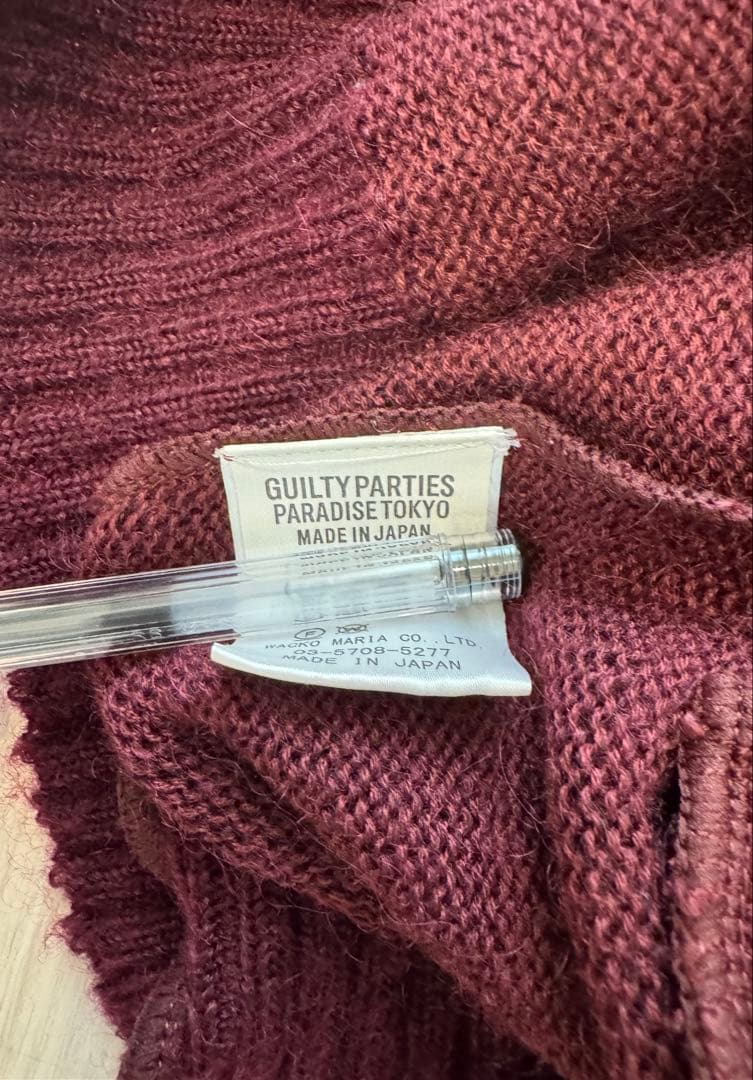 GUILTY PARTIES
PARADISE TOKYO
MADE IN JAPAN
WACKO MARIA CO., LTD.
03-5708-5277
MADE IN JAPAN